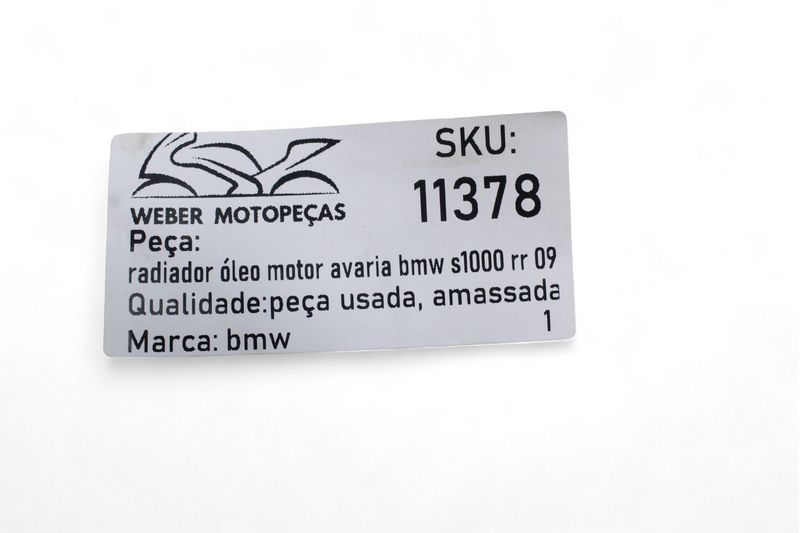 WEBER MOTOPEÇAS
SKU:
11378
Peça:
radiador óleo motor avaria bmw s1000 rr 09
Qualidade:peça usada, amassada
Marca: bmw
1